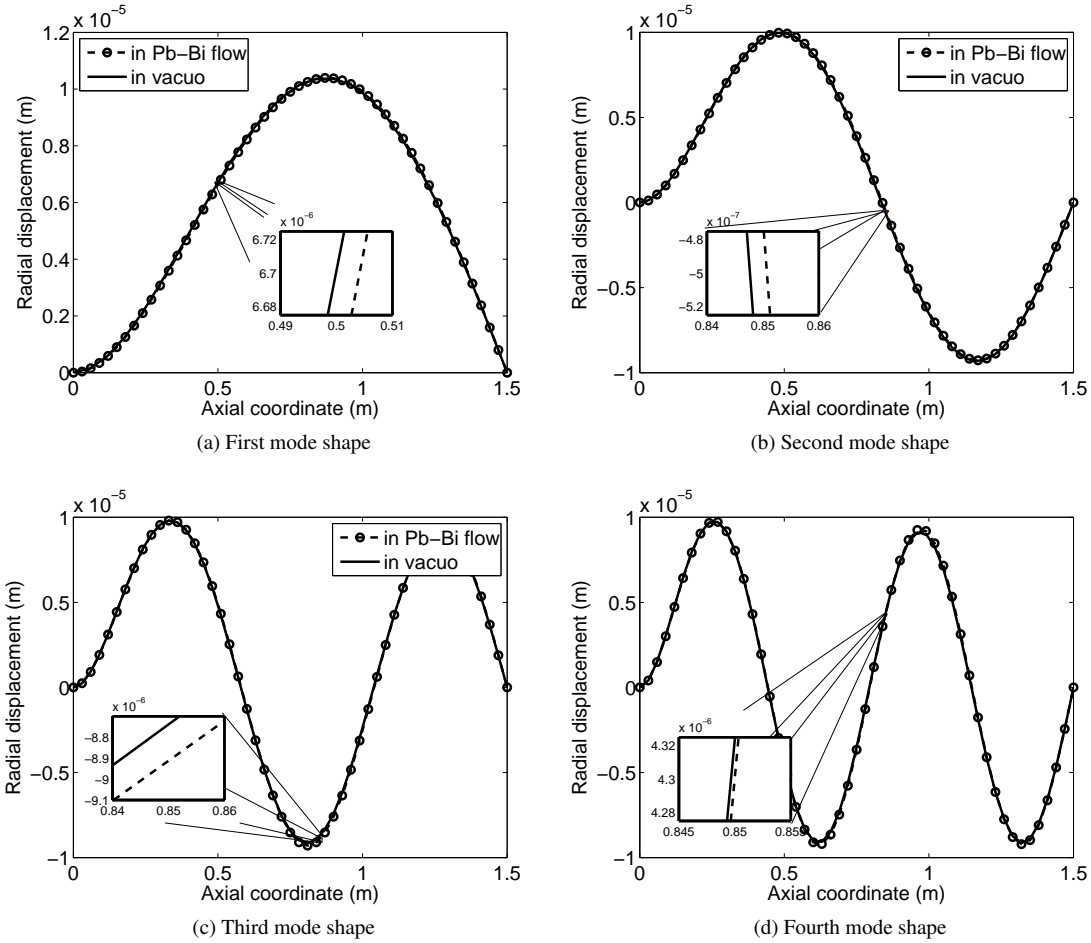 x 10⁻⁵
1.2
1
0.8
0.6
0.4
0.2
0
0
0.5
1
1.5
Radial displacement (m)
Axial coordinate (m)
in Pb−Bi flow
in vacuo
x 10⁻⁶
6.72
6.7
6.68
0.49
0.5
0.51
(a) First mode shape
x 10⁻⁵
1
0.5
0
−0.5
−1
0
0.5
1
1.5
Radial displacement (m)
Axial coordinate (m)
in Pb−Bi flow
in vacuo
x 10⁻⁷
−4.8
−5
−5.2
0.84
0.85
0.86
(b) Second mode shape
x 10⁻⁵
1
0.5
0
−0.5
−1
0
0.5
1
1.5
Radial displacement (m)
Axial coordinate (m)
in Pb−Bi flow
in vacuo
x 10⁻⁶
−8.8
−8.9
−9
−9.1
0.84
0.85
0.86
(c) Third mode shape
x 10⁻⁵
1
0.5
0
−0.5
−1
0
0.5
1
1.5
Radial displacement (m)
Axial coordinate (m)
x 10⁻⁶
4.32
4.3
4.28
0.845
0.85
0.855
(d) Fourth mode shape